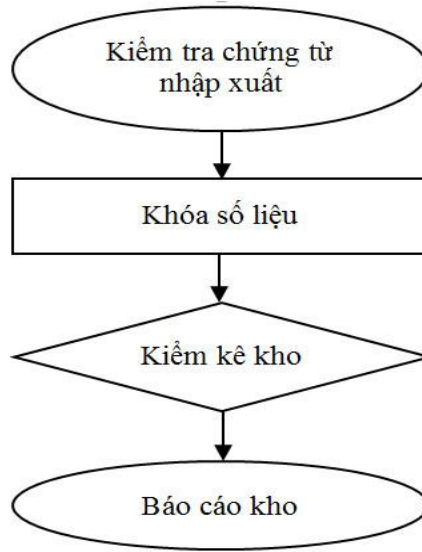 Kiểm tra chứng từ
nhập xuất
Khóa số liệu
Kiểm kê kho
Báo cáo kho